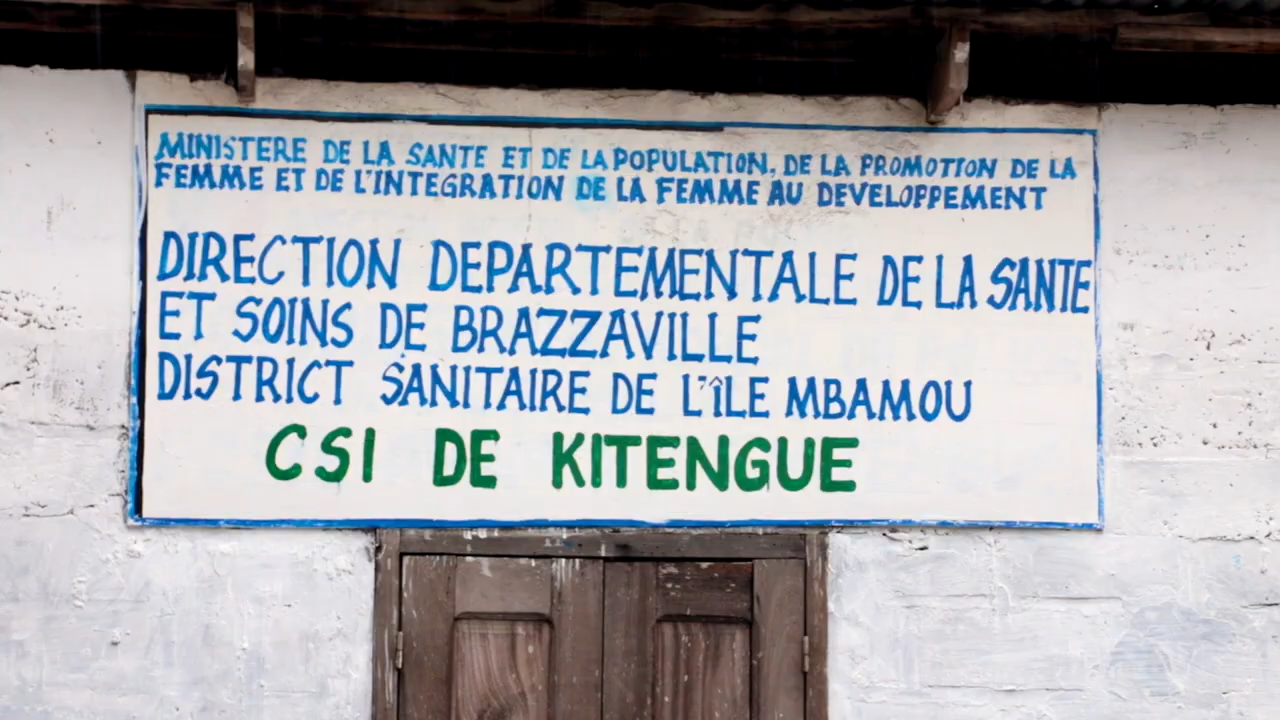 MINISTERE DE LA SANTE ET DE LA POPULATION, DE LA PROMOTION DE LA
FEMME ET DE L'INTEGRATION DE LA FEMME AU DEVELOPPEMENT
DIRECTION DEPARTEMENTALE DE LA SANTE
ET SOINS DE BRAZZAVILLE
DISTRICT SANITAIRE DE L'ÎLE MBAMOU
CSI DE KITENGUE